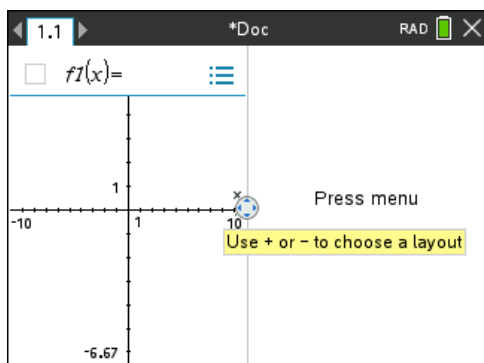 1.1 *Doc RAD
f1(x)=
1
x
-10 1 10
Press menu
Use + or - to choose a layout
-6.67